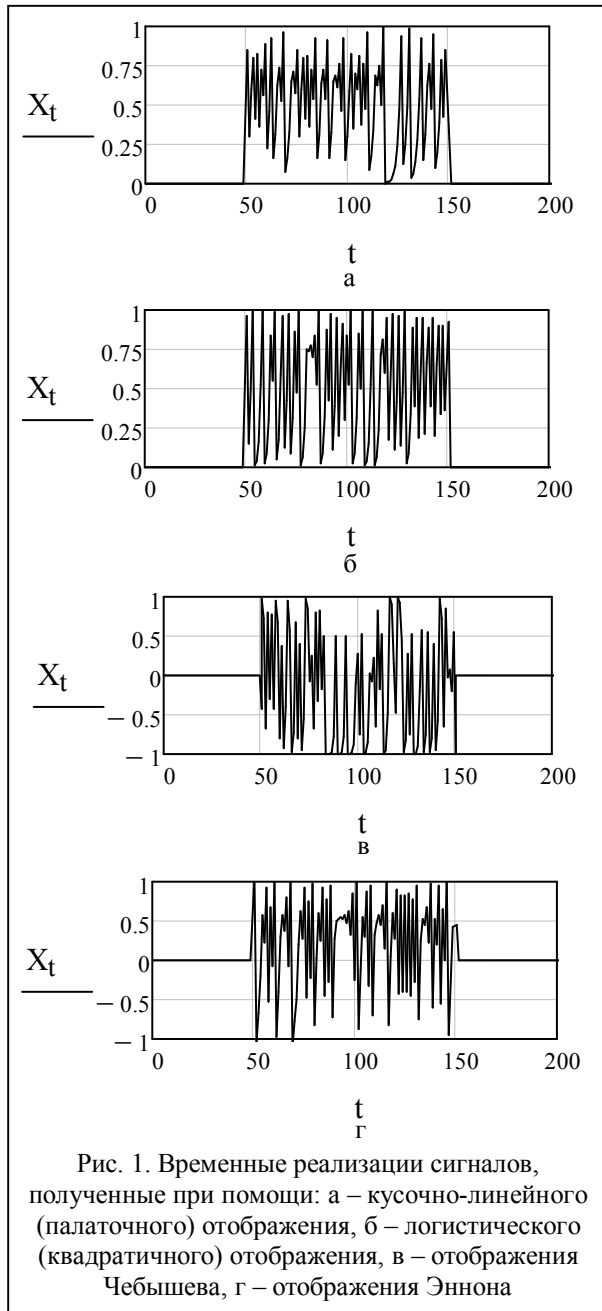 1
0.75
X_t
0.5
0.25
0
0 50 100 150 200
t
а
1
0.75
X_t
0.5
0.25
0
0 50 100 150 200
t
б
1
0.5
X_t
0
− 0.5
− 1
0 50 100 150 200
t
в
1
0.5
X_t
0
− 0.5
− 1
0 50 100 150 200
t
г
Рис. 1. Временные реализации сигналов,
полученные при помощи: а – кусочно-линейного
(палаточного) отображения, б – логистического
(квадратичного) отображения, в – отображения
Чебышева, г – отображения Эннона